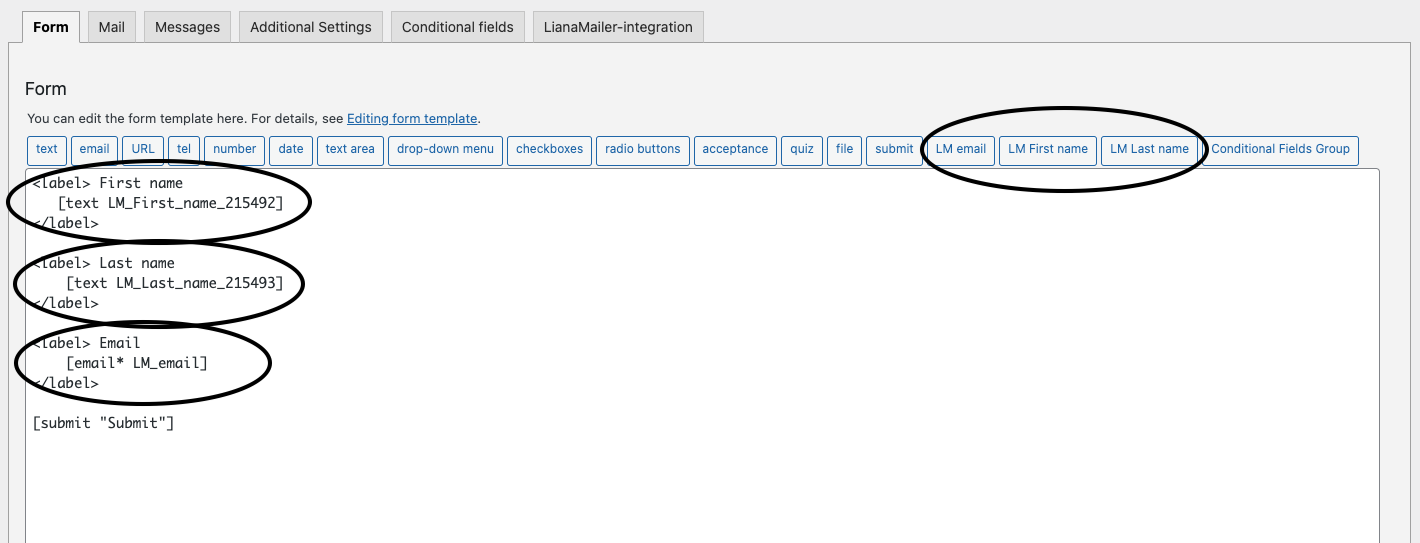 Form Mail Messages Additional Settings Conditional fields LianaMailer-integration
Form
You can edit the form template here. For details, see Editing form template.
text email URL tel number date text area drop-down menu checkboxes radio buttons acceptance quiz file submit LM email LM First name LM Last name Conditional Fields Group
<label> First name
[text LM_First_name_215492]
</label>
<label> Last name
[text LM_Last_name_215493]
</label>
<label> Email
[email* LM_email]
</label>
[submit "Submit"]